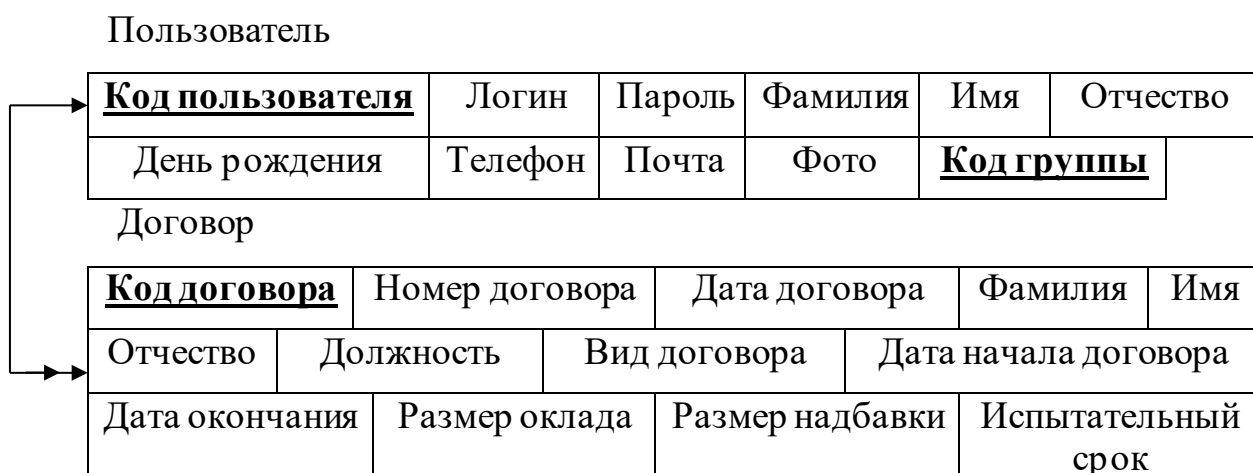 Пользователь
Код пользователя Логин Пароль Фамилия Имя Отчество
День рождения Телефон Почта Фото Код группы
Договор
Код договора Номер договора Дата договора Фамилия Имя
Отчество Должность Вид договора Дата начала договора
Дата окончания Размер оклада Размер надбавки Испытательный
срок